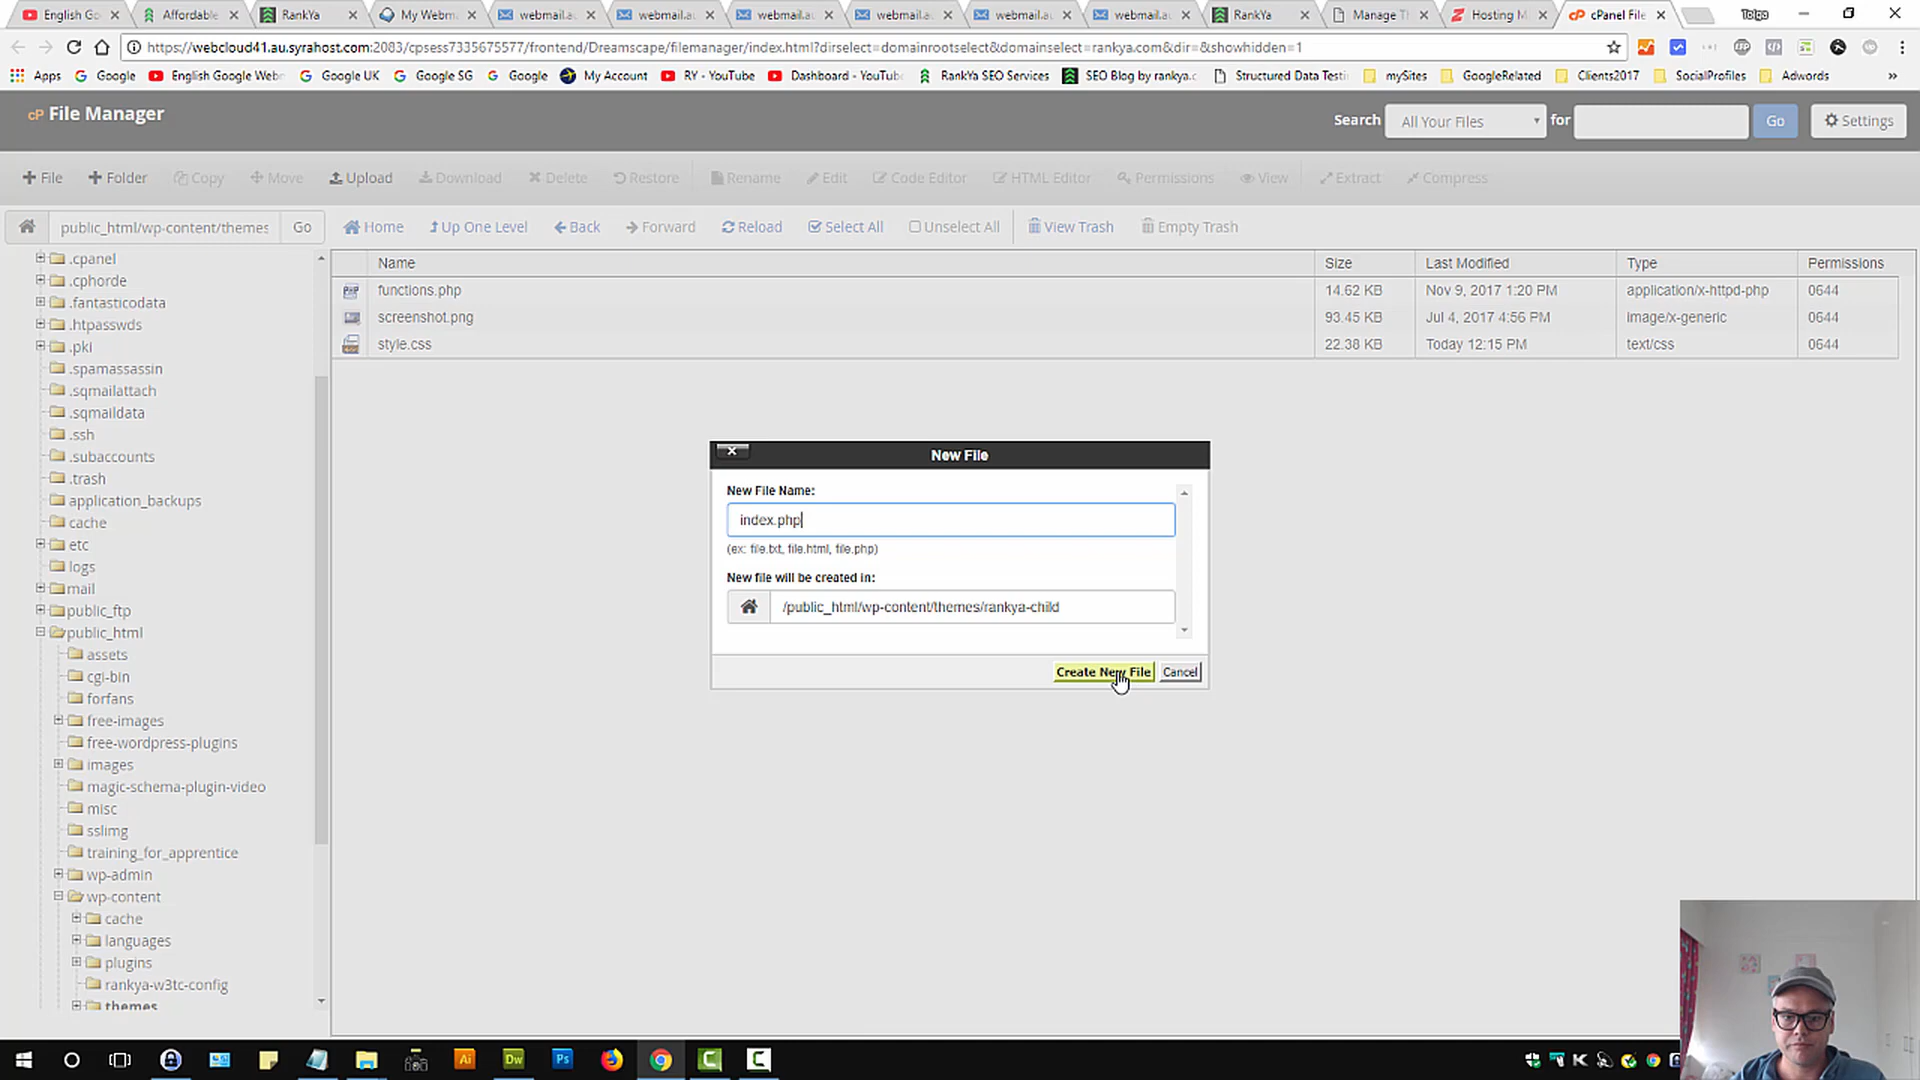 English Go
Affordable
RankYa
My Webm
webmail.au
webmail.au
webmail.au
webmail.au
webmail.au
webmail.au
RankYa
Manage Th
Hosting M
cPanel File
Tolga
https://webcloud41.au.syrahost.com:2083/cpsess7335675577/frontend/Dreamscape/filemanager/index.html?dirselect=domainrootselect&domainselect=rankya.com&dir=&showhidden=1
Apps
Google
English Google Web
Google UK
Google SG
Google
My Account
RY - YouTube
Dashboard - YouTub
RankYa SEO Services
SEO Blog by rankya.c
Structured Data Testi
mySites
GoogleRelated
Clients2017
SocialProfiles
Adwords
»
cP File Manager
Search
All Your Files
for
Go
Settings
File
Folder
Copy
Move
Upload
Download
Delete
Restore
Rename
Edit
Code Editor
HTML Editor
Permissions
View
Extract
Compress
public_html/wp-content/themes
Go
Home
Up One Level
Back
Forward
Reload
Select All
Unselect All
View Trash
Empty Trash
.cpanel
.cphorde
.fantasticodata
.htpasswds
.pki
.spamassassin
.sqmailattach
.sqmaildata
.ssh
.subaccounts
.trash
application_backups
cache
etc
logs
mail
public_ftp
public_html
assets
cgi-bin
forfans
free-images
free-wordpress-plugins
images
magic-schema-plugin-video
misc
sslimg
training_for_apprentice
wp-admin
wp-content
cache
languages
plugins
rankya-w3tc-config
themes
Name Size Last Modified Type Permissions
functions.php 14.62 KB Nov 9, 2017 1:20 PM application/x-httpd-php 0644
screenshot.png 93.45 KB Jul 4, 2017 4:56 PM image/x-generic 0644
style.css 22.38 KB Today 12:15 PM text/css 0644
New File
New File Name:
index.php
(ex: file.txt, file.html, file.php)
New file will be created in:
/public_html/wp-content/themes/rankya-child
Create New File
Cancel
Ai
Dw
Ps